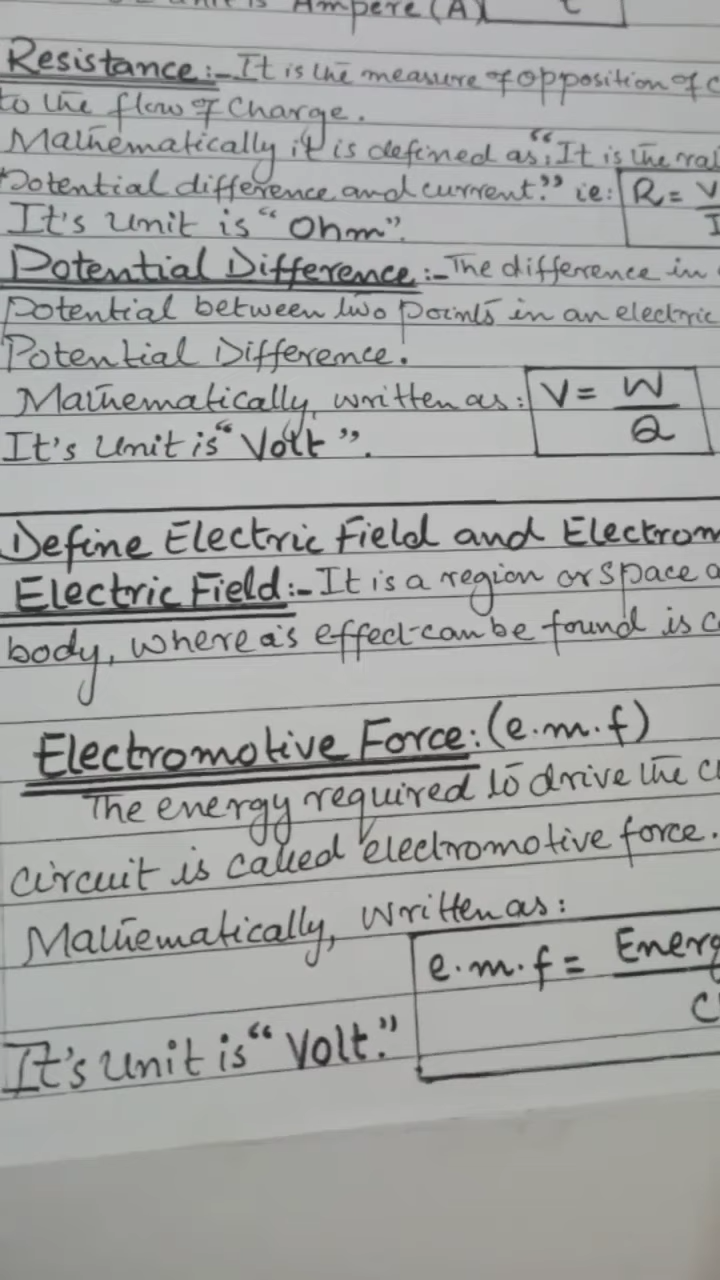 Ampere (A) t
Resistance:- It is the measure of opposition of
to the flow of charge.
Mathematically it is defined as; "It is the
Potential difference and current." ie: R = V
I
It's Unit is "Ohm".
Potential Difference:- The difference in
Potential between two points in an electric
Potential Difference.
Mathematically, written as: V = W
Q
It's Unit is "Volt".
Define Electric Field and
Electric Field:- It is a region or space
body, where its effect can be found is
Electromotive Force: (e.m.f)
The energy required to drive the
circuit is called electromotive force.
Mathematically, written as:
e.m.f =
It's Unit is "Volt."